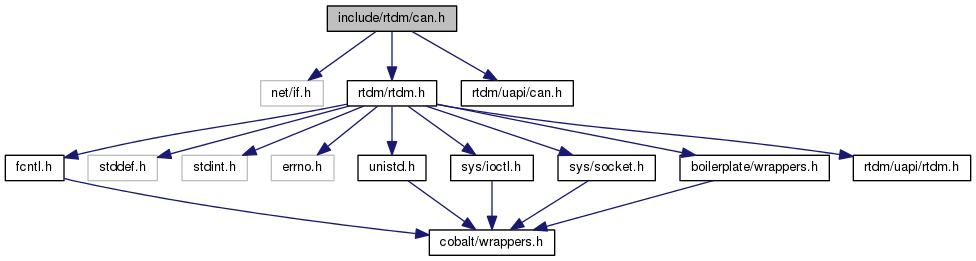 include/rtdm/can.h
net/if.h
rtdm/rtdm.h
rtdm/uapi/can.h
fcntl.h
stddef.h
stdint.h
errno.h
unistd.h
sys/ioctl.h
sys/socket.h
boilerplate/wrappers.h
rtdm/uapi/rtdm.h
cobalt/wrappers.h